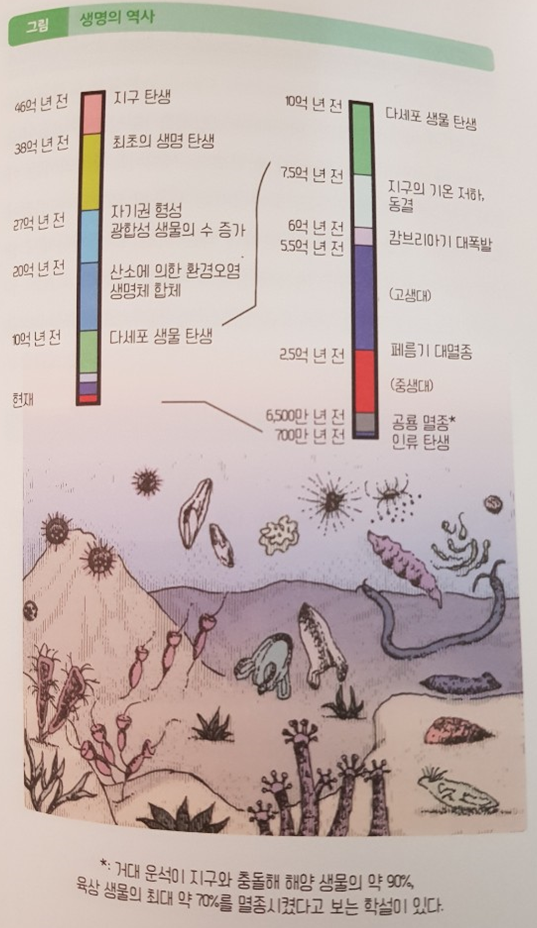 그림
생명의 역사
46억 년 전
지구 탄생
38억 년 전
최초의 생명 탄생
27억 년 전
자기권 형성
광합성 생물의 수 증가
20억 년 전
산소에 의한 환경오염
생명체 합체
10억 년 전
다세포 생물 탄생
현재
10억 년 전
다세포 생물 탄생
7.5억 년 전
지구의 기온 저하,
동결
6억 년 전
캄브리아기 대폭발
5.5억 년 전
(고생대)
2.5억 년 전
페름기 대멸종
(중생대)
6,500만 년 전
공룡 멸종*
700만 년 전
인류 탄생
*: 거대 운석이 지구와 충돌해 해양 생물의 약 90%,
육상 생물의 최대 약 70%를 멸종시켰다고 보는 학설이 있다.